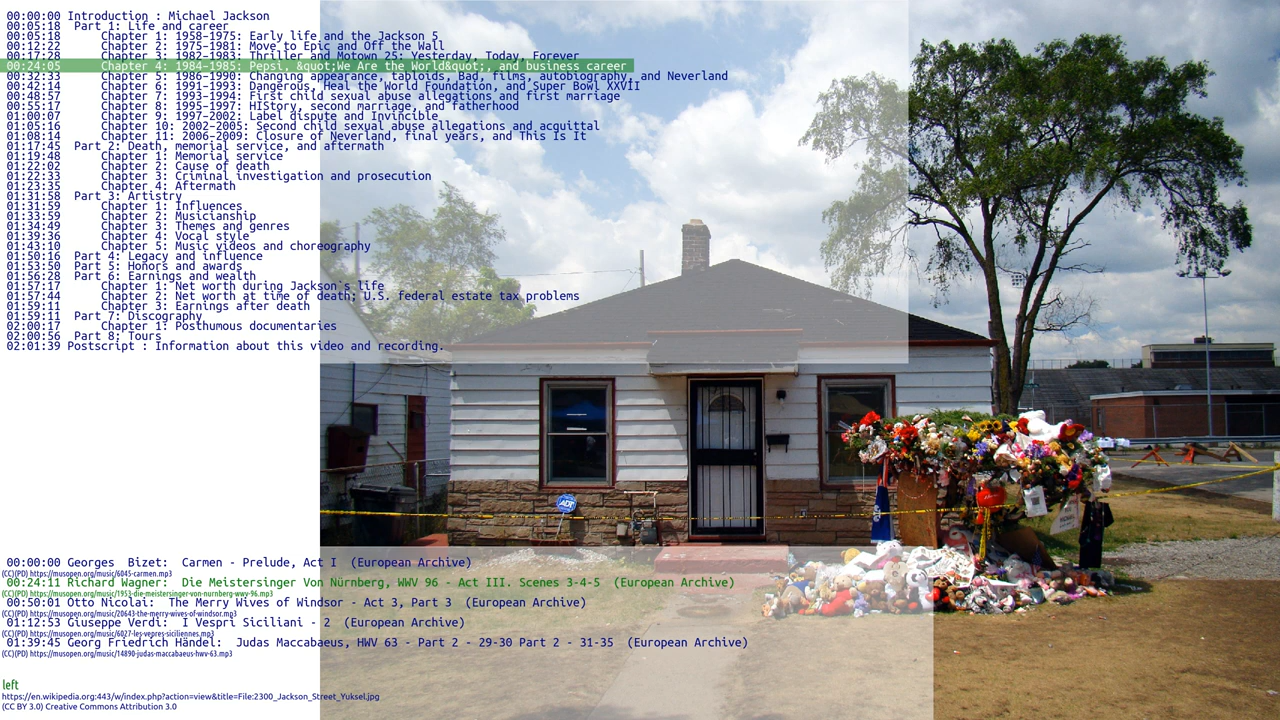 00:00:00 Introduction : Michael Jackson
00:05:18 Part 1: Life and career
00:05:18 Chapter 1: 1958-1975: Early life and the Jackson 5
00:12:22 Chapter 2: 1975-1981: Move to Epic and Off the Wall
00:17:28 Chapter 3: 1982-1983: Thriller and Motown 25: Yesterday, Today, Forever
00:24:05 Chapter 4: 1984-1985: Pepsi, &quot;We Are the World&quot;, and business career
00:32:33 Chapter 5: 1986-1990: Changing appearance, tabloids, Bad, films, autobiography, and Neverland
00:42:14 Chapter 6: 1991-1993: Dangerous, Heal the World Foundation, and Super Bowl XXVII
00:48:57 Chapter 7: 1993-1994: First child sexual abuse allegations and first marriage
00:55:17 Chapter 8: 1995-1997: HIStory, second marriage, and fatherhood
01:00:07 Chapter 9: 1997-2002: Label dispute and Invincible
01:05:16 Chapter 10: 2002-2005: Second child sexual abuse allegations and acquittal
01:08:14 Chapter 11: 2006-2009: Closure of Neverland, final years, and This Is It
01:17:45 Part 2: Death, memorial service, and aftermath
01:19:48 Chapter 1: Memorial service
01:22:02 Chapter 2: Cause of death
01:22:33 Chapter 3: Criminal investigation and prosecution
01:23:35 Chapter 4: Aftermath
01:31:58 Part 3: Artistry
01:31:59 Chapter 1: Influences
01:33:59 Chapter 2: Musicianship
01:34:49 Chapter 3: Themes and genres
01:39:36 Chapter 4: Vocal style
01:43:10 Chapter 5: Music videos and choreography
01:50:16 Part 4: Legacy and influence
01:53:50 Part 5: Honors and awards
01:56:28 Part 6: Earnings and wealth
01:57:17 Chapter 1: Net worth during Jackson`s life
01:57:44 Chapter 2: Net worth at time of death; U.S. federal estate tax problems
01:59:11 Chapter 3: Earnings after death
01:59:11 Part 7: Discography
02:00:17 Chapter 1: Posthumous documentaries
02:00:56 Part 8: Tours
02:01:39 Postscript : Information about this video and recording.
00:00:00 Georges Bizet: Carmen - Prelude, Act I (European Archive)
(CC)(PD) https://musopen.org/music/6045-carmen.mp3
00:24:11 Richard Wagner: Die Meistersinger Von Nürnberg, WWV 96 - Act III. Scenes 3-4-5 (European Archive)
(CC)(PD) https://musopen.org/music/1953-die-meistersinger-von-nurnberg-wwv-96.mp3
00:50:01 Otto Nicolai: The Merry Wives of Windsor - Act 3, Part 3 (European Archive)
(CC)(PD) https://musopen.org/music/20643-the-merry-wives-of-windsor.mp3
01:12:53 Giuseppe Verdi: I Vespri Siciliani - 2 (European Archive)
(CC)(PD) https://musopen.org/music/6027-les-vepres-siciliennes.mp3
01:39:45 Georg Friedrich Händel: Judas Maccabaeus, HWV 63 - Part 2 - 29-30 Part 2 - 31-35 (European Archive)
(CC)(PD) https://musopen.org/music/14890-judas-maccabaeus-hwv-63.mp3
left
https://en.wikipedia.org:443/w/index.php?action=view&title=File:2300_Jackson_Street_Yuksel.jpg
(CC BY 3.0) Creative Commons Attribution 3.0
ADT